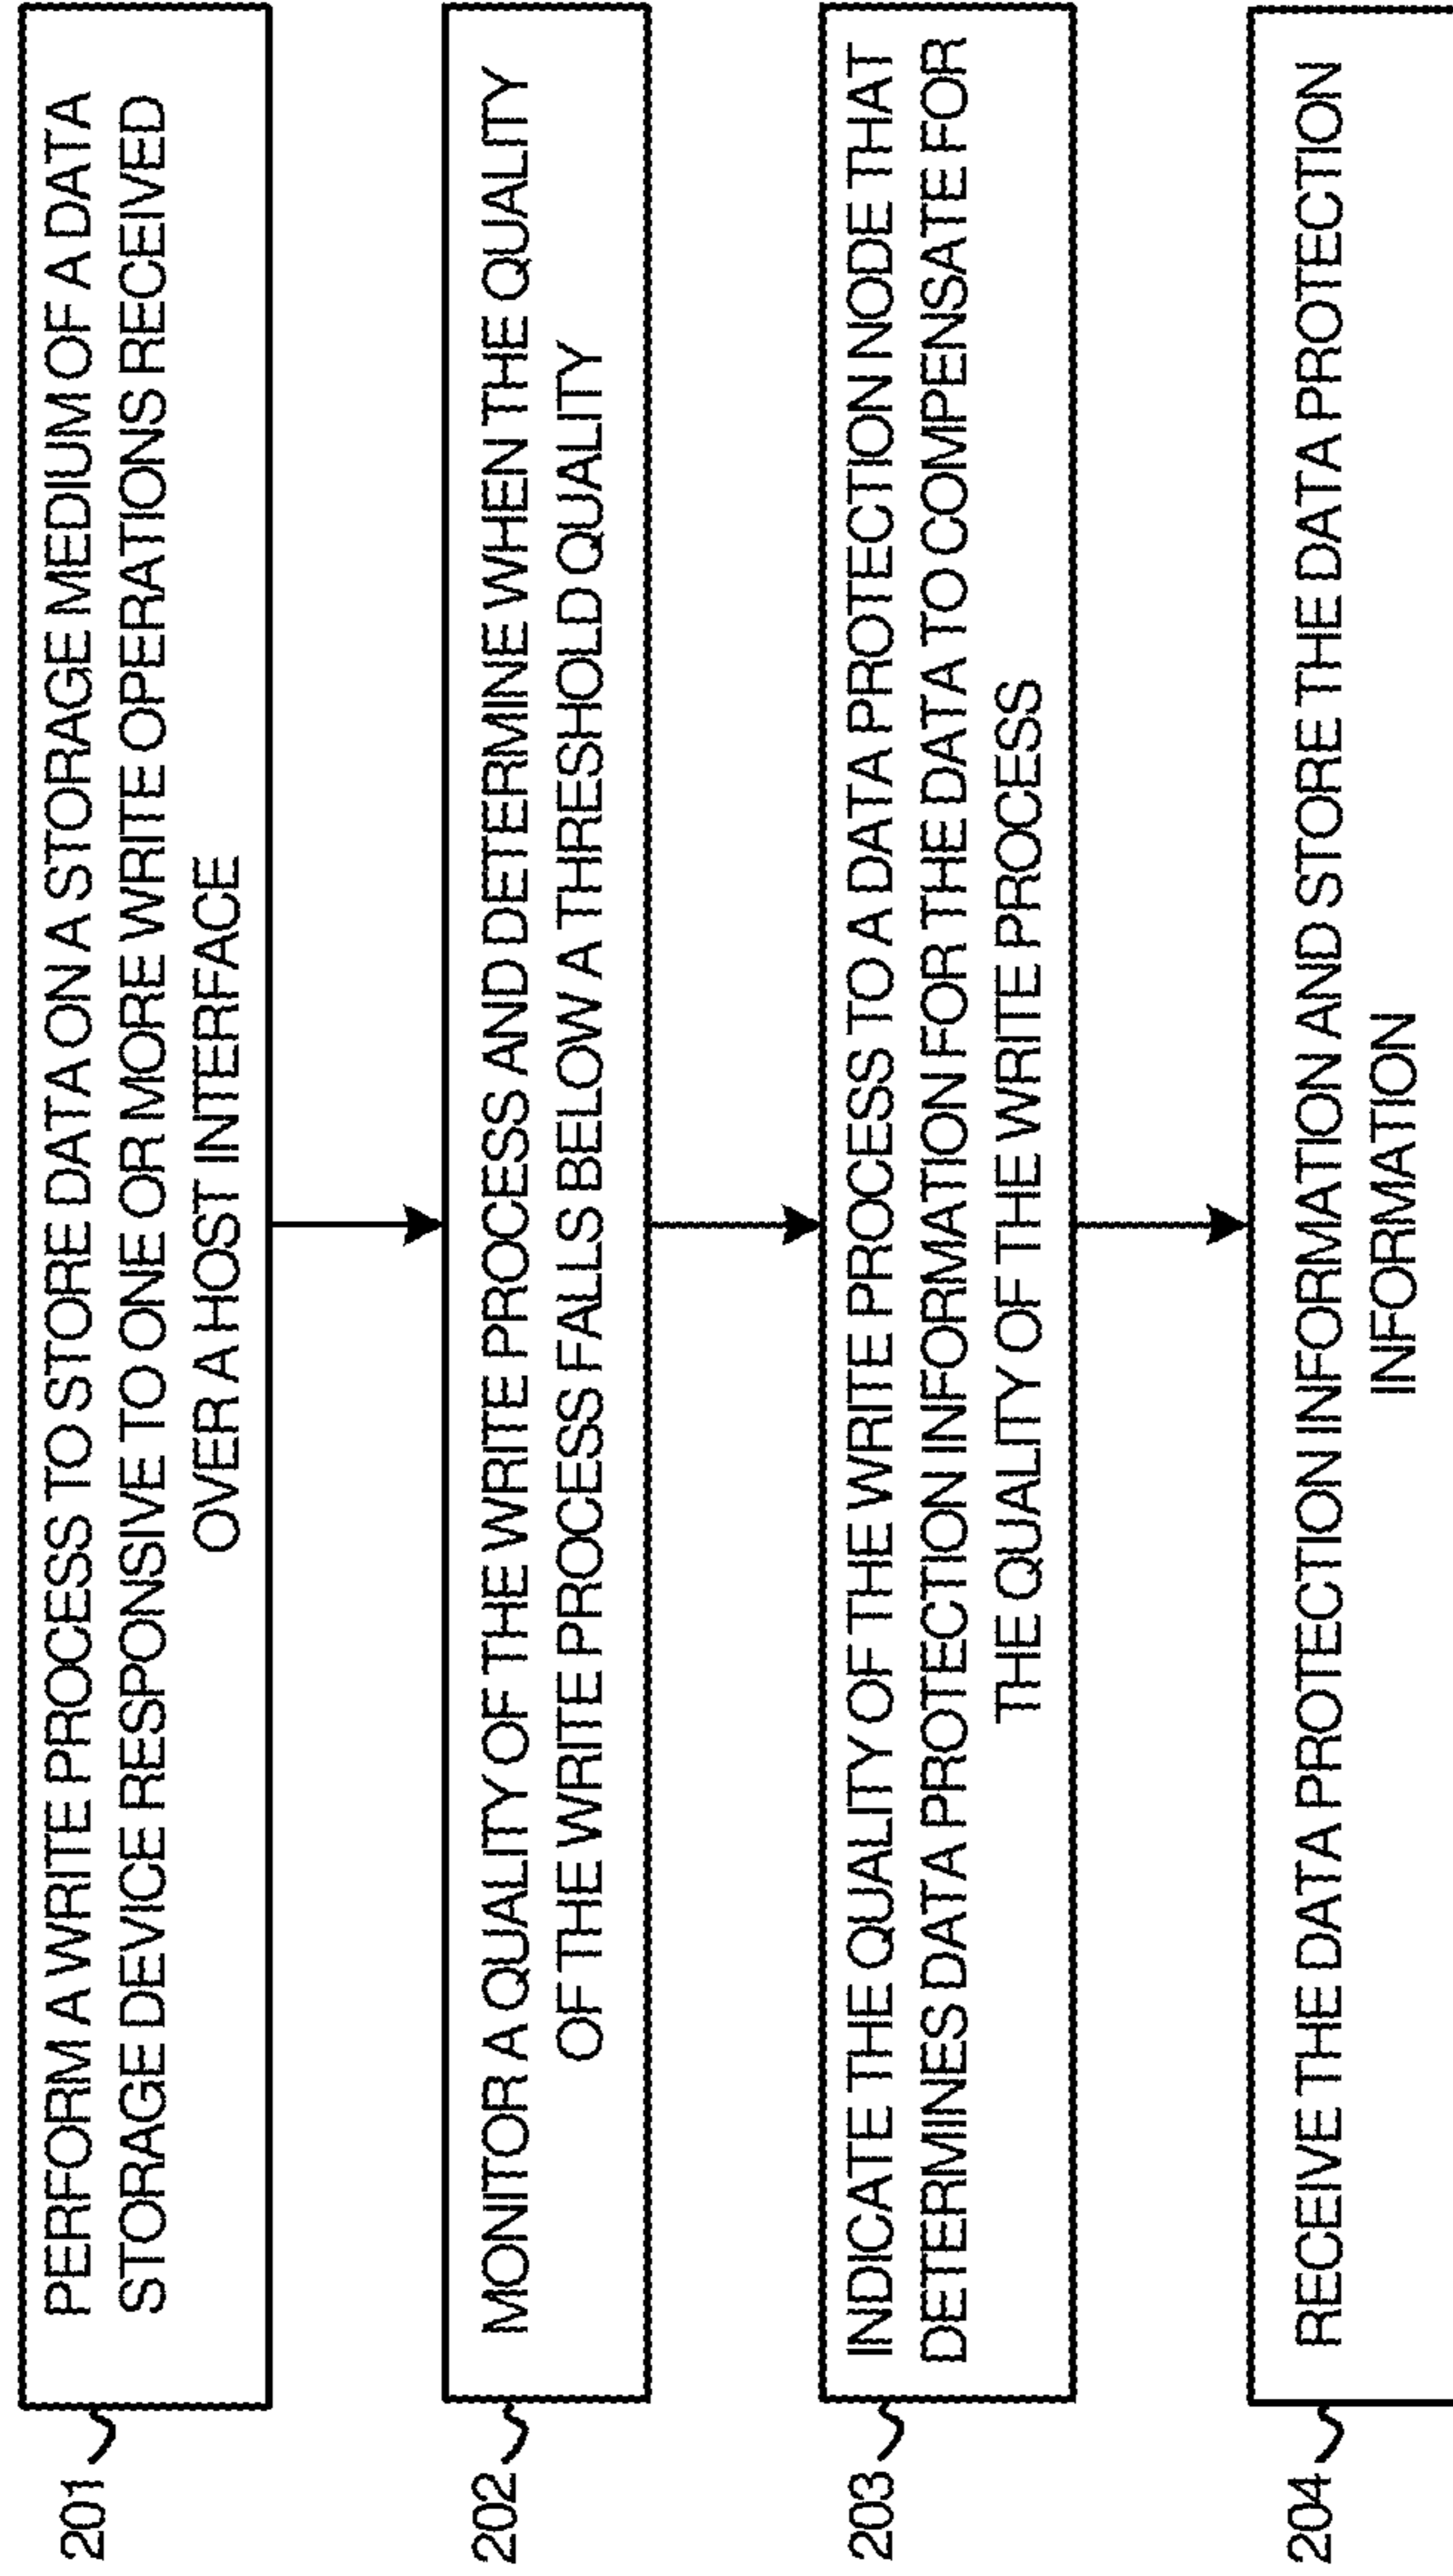 201
PERFORM A WRITE PROCESS TO STORE DATA ON A STORAGE MEDIUM OF A DATA
STORAGE DEVICE RESPONSIVE TO ONE OR MORE WRITE OPERATIONS RECEIVED
OVER A HOST INTERFACE
202
MONITOR A QUALITY OF THE WRITE PROCESS AND DETERMINE WHEN THE QUALITY
OF THE WRITE PROCESS FALLS BELOW A THRESHOLD QUALITY
203
INDICATE THE QUALITY OF THE WRITE PROCESS TO A DATA PROTECTION NODE THAT
DETERMINES DATA PROTECTION INFORMATION FOR THE DATA TO COMPENSATE FOR
THE QUALITY OF THE WRITE PROCESS
204
RECEIVE THE DATA PROTECTION INFORMATION AND STORE THE DATA PROTECTION
INFORMATION